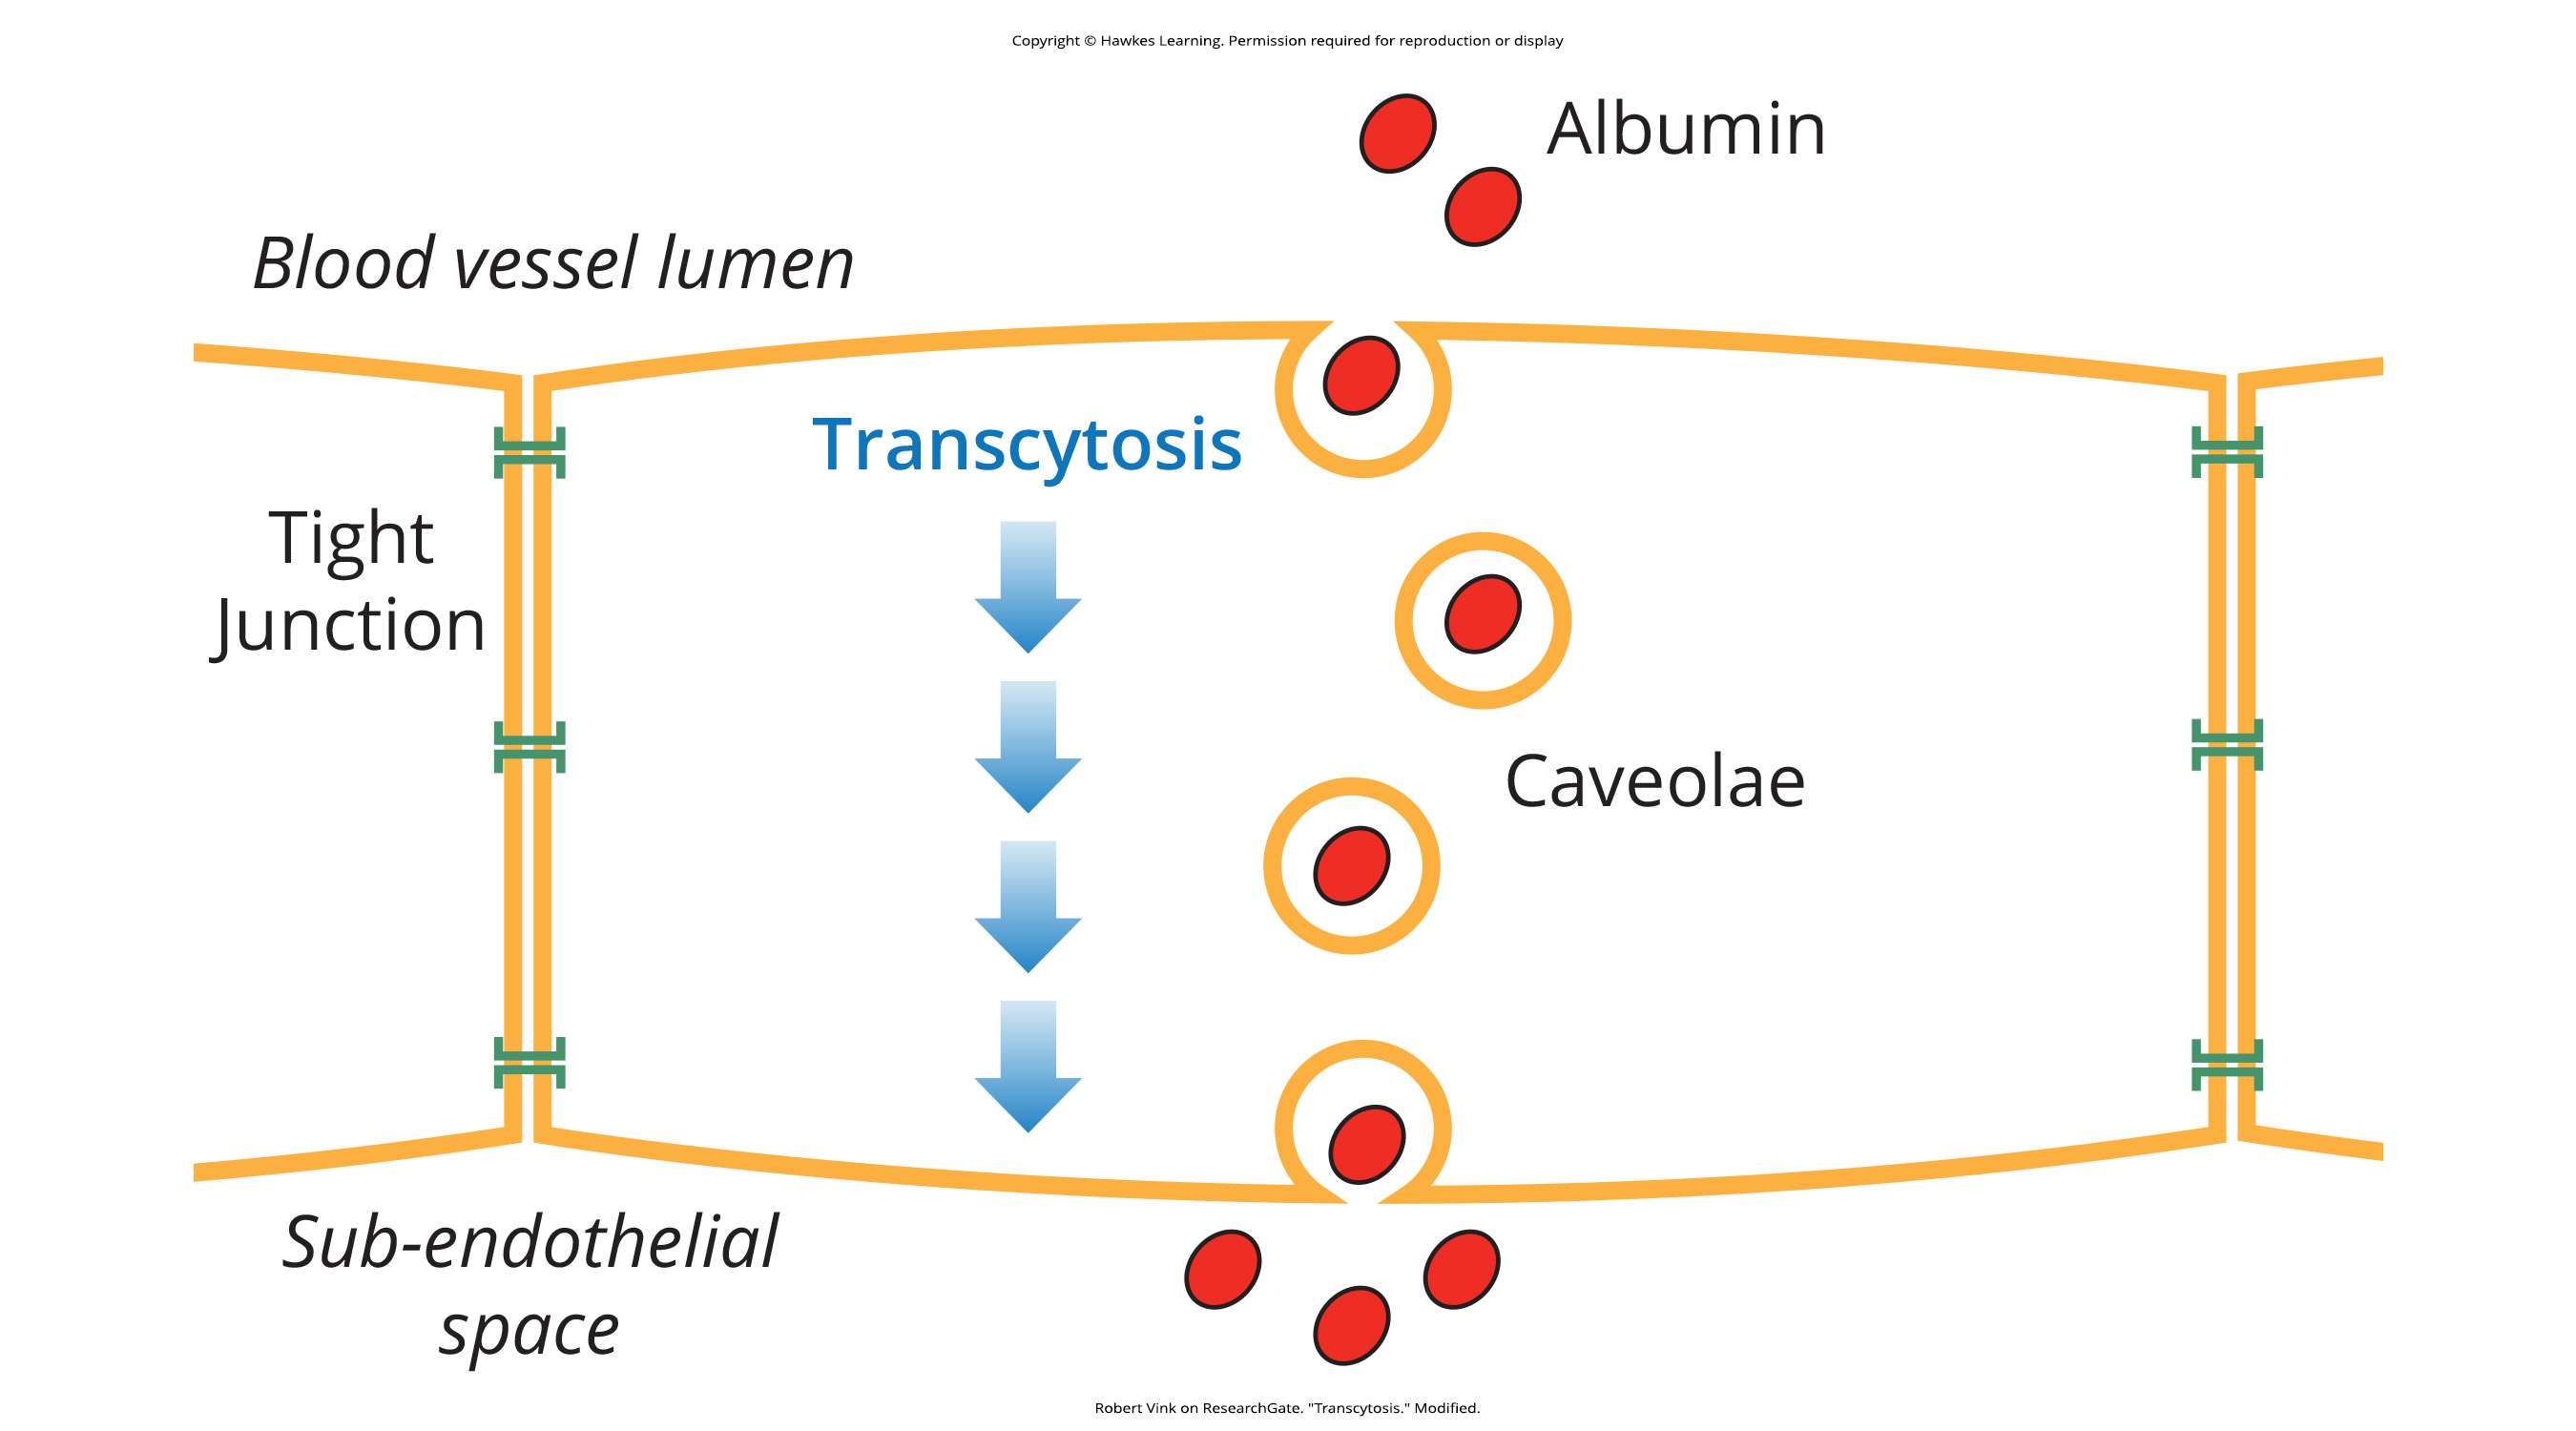 Copyright © Hawkes Learning. Permission required for reproduction or display
Albumin
Blood vessel lumen
Transcytosis
Tight
Junction
Caveolae
Sub-endothelial
space
Robert Vink on ResearchGate. "Transcytosis." Modified.